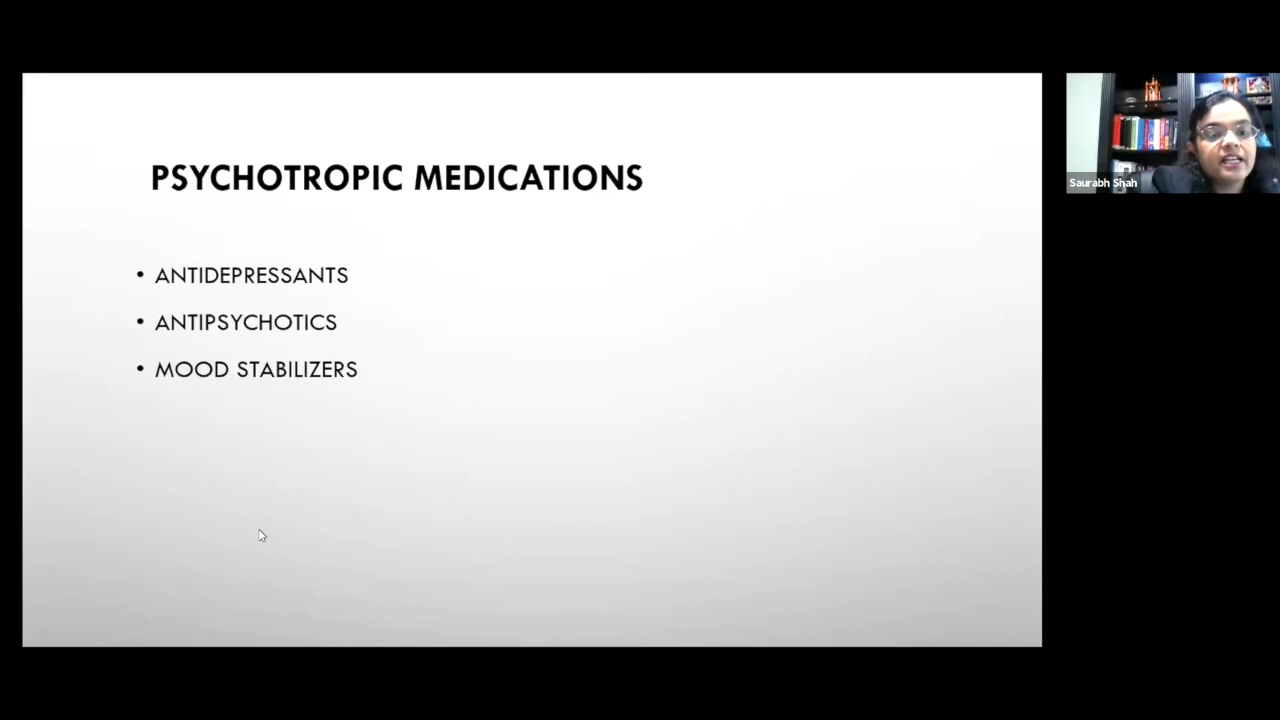 PSYCHOTROPIC MEDICATIONS
• ANTIDEPRESSANTS
• ANTIPSYCHOTICS
• MOOD STABILIZERS
Saurabh Shah